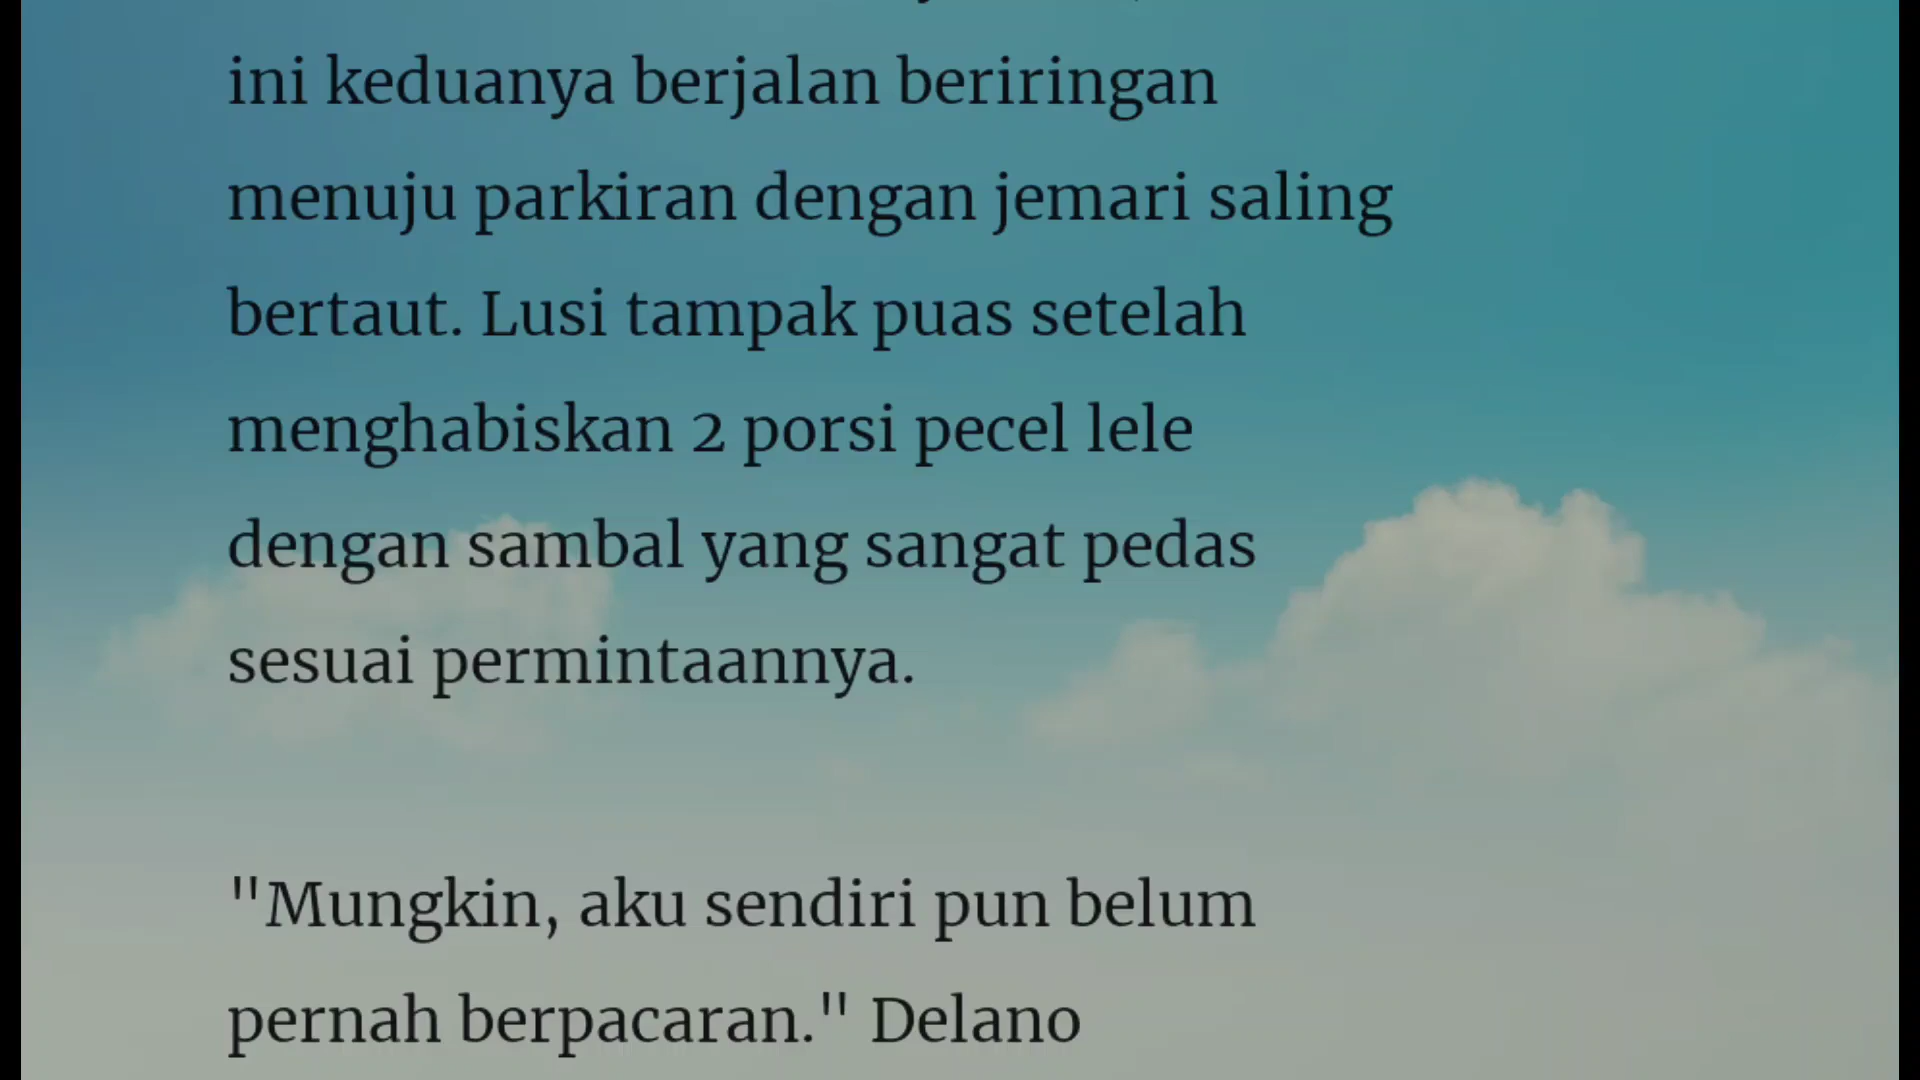 ini keduanya berjalan beriringan
menuju parkiran dengan jemari saling
bertaut. Lusi tampak puas setelah
menghabiskan 2 porsi pecel lele
dengan sambal yang sangat pedas
sesuai permintaannya.
"Mungkin, aku sendiri pun belum
pernah berpacaran." Delano